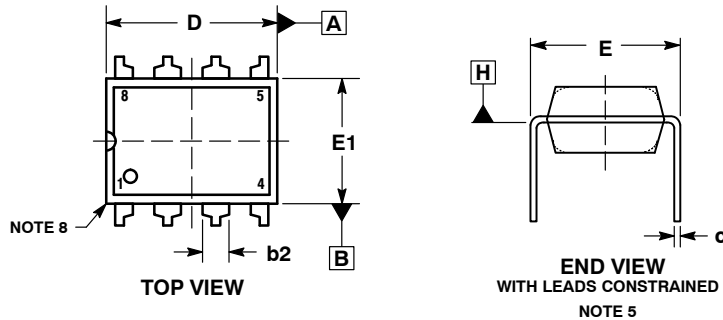 D
A
8
5
E1
1
4
NOTE 8
b2
B
TOP VIEW
E
H
c
END VIEW
WITH LEADS CONSTRAINED
NOTE 5